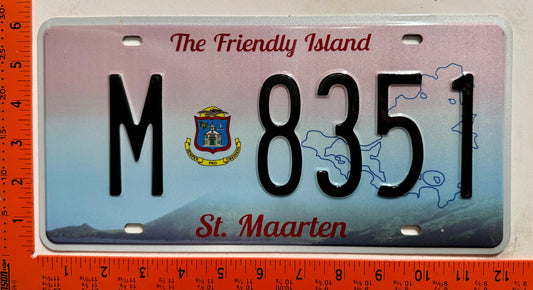 The Friendly Island
M 8351
St. Maarten